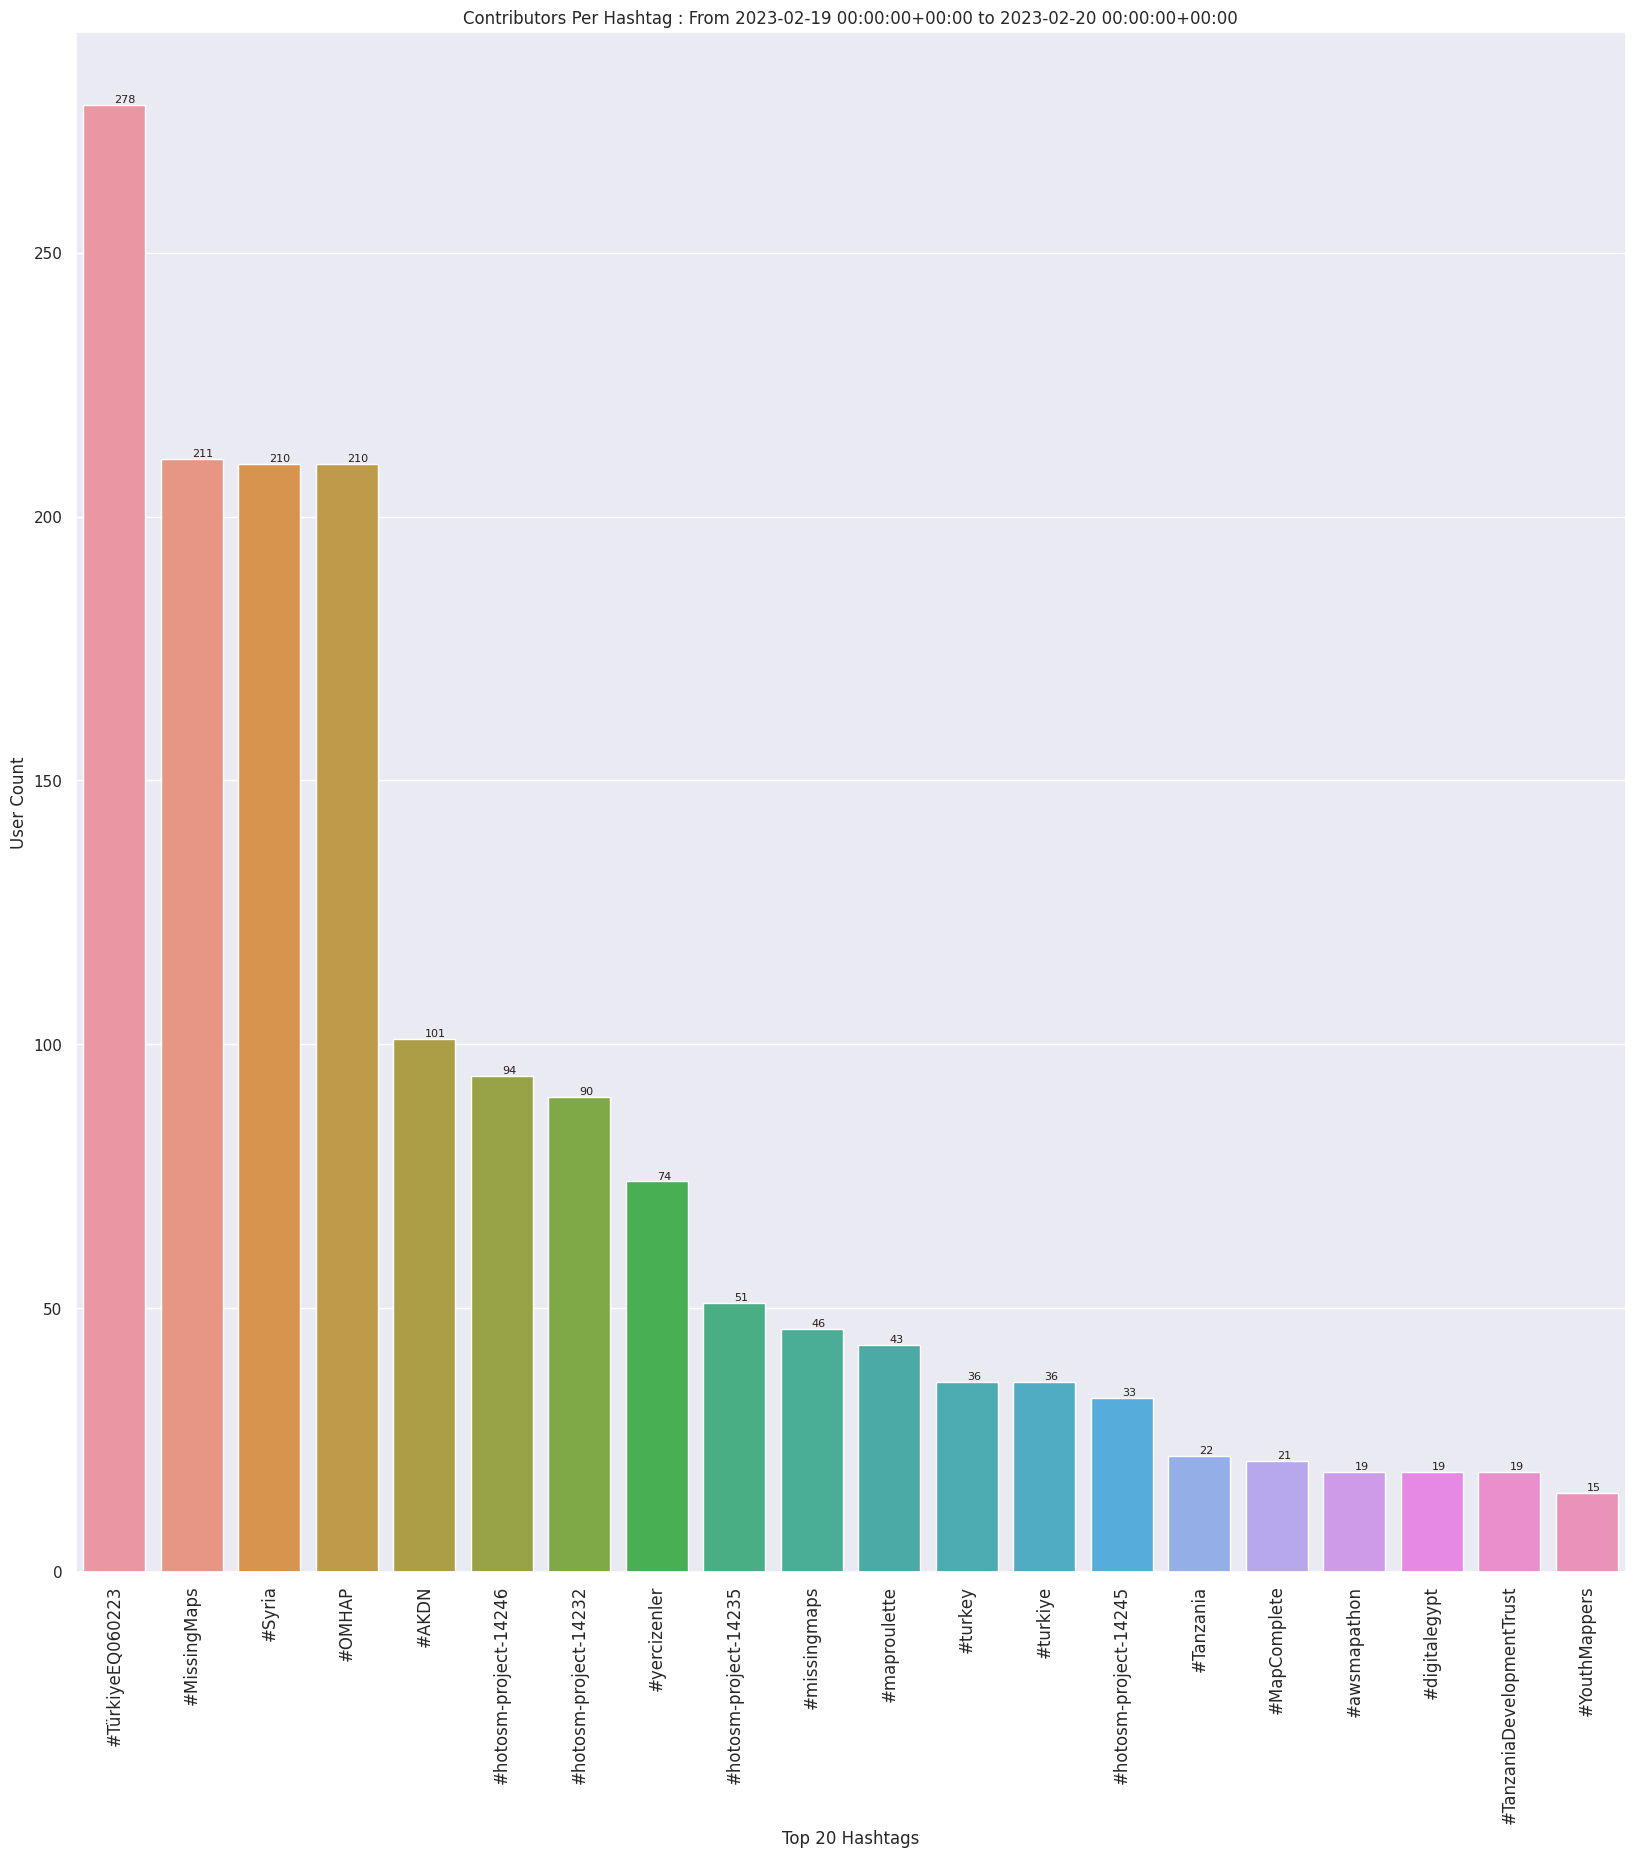 Contributors Per Hashtag : From 2023-02-19 00:00:00+00:00 to 2023-02-20 00:00:00+00:00
User Count
250
200
150
100
50
0
278
211
210
210
101
94
90
74
51
46
43
36
36
33
22
21
19
19
19
15
#TürkiyeEQ060223
#MissingMaps
#Syria
#OMHAP
#AKDN
#hotosm-project-14246
#hotosm-project-14232
#yercizenler
#hotosm-project-14235
#missingmaps
#maproulette
#turkey
#turkiye
#hotosm-project-14245
#Tanzania
#MapComplete
#awsmapathon
#digitalegypt
#TanzaniaDevelopmentTrust
#YouthMappers
Top 20 Hashtags